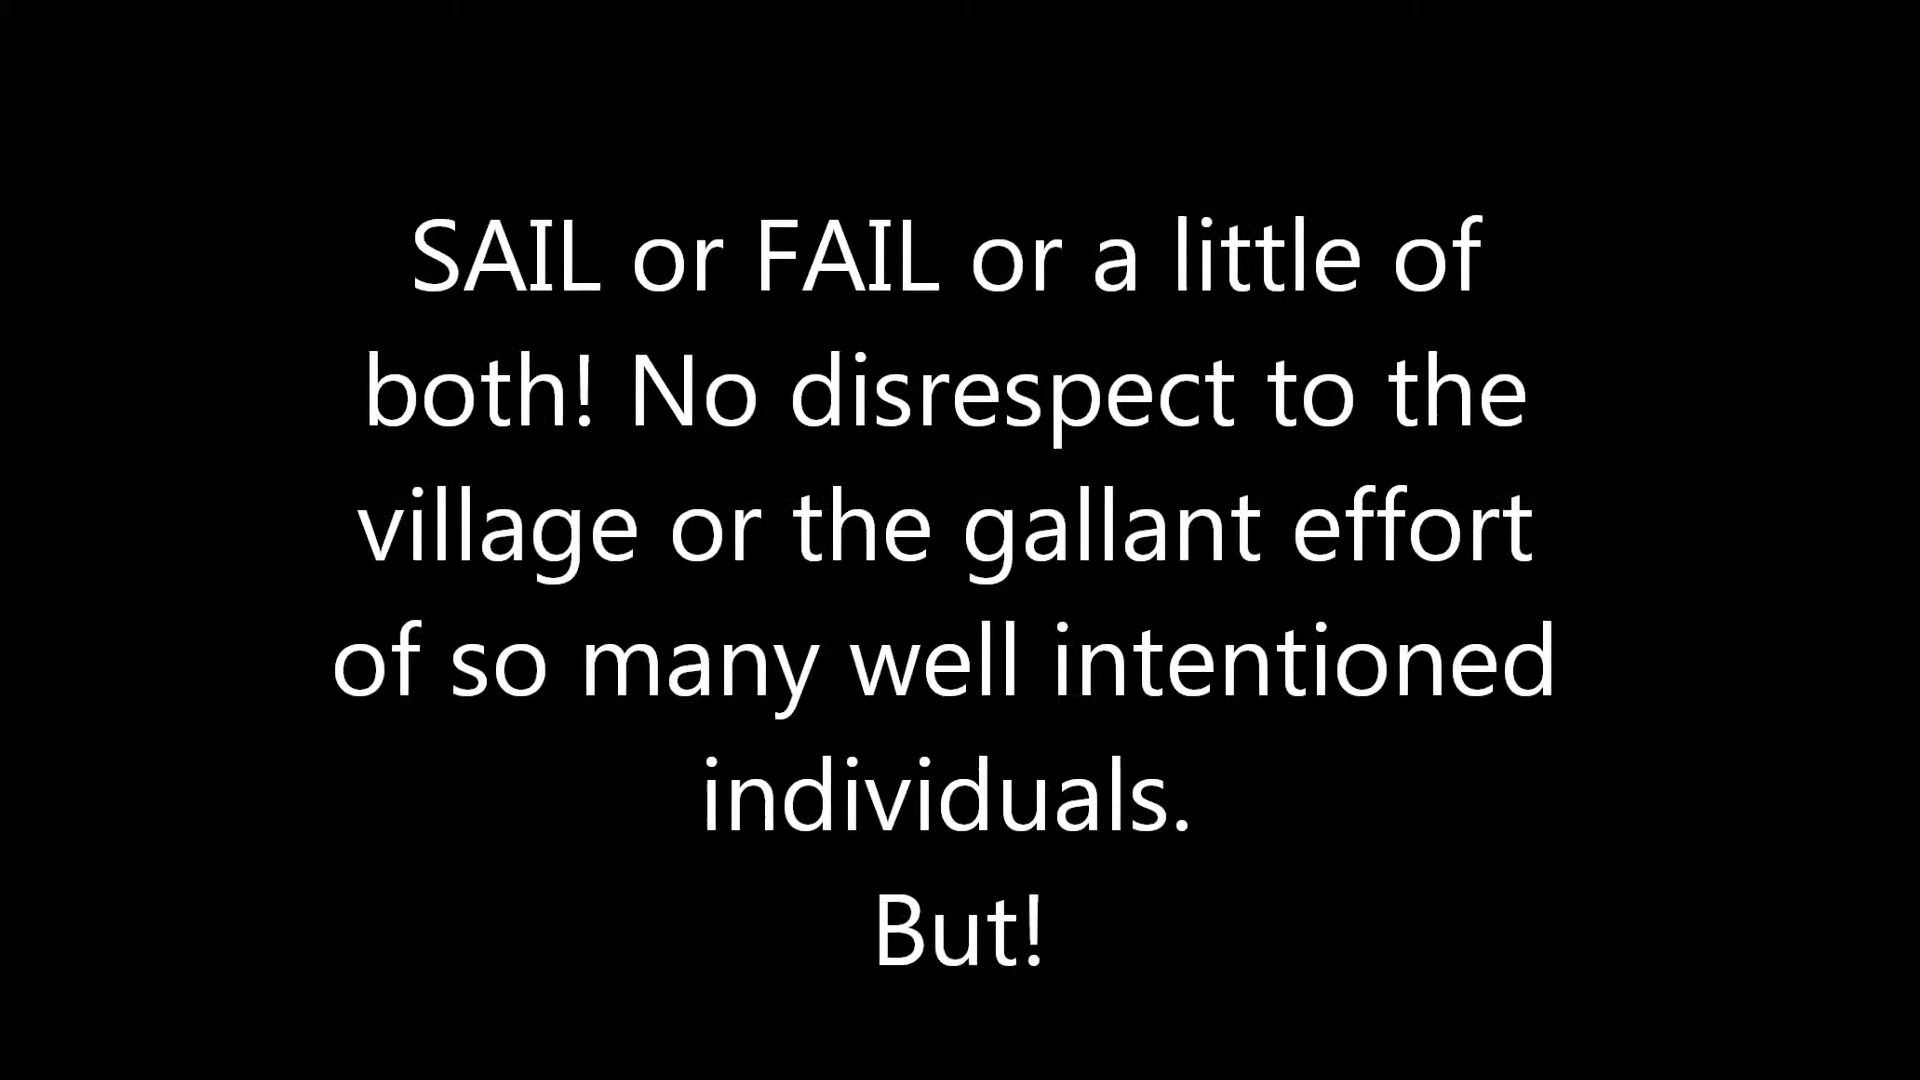 SAIL or FAIL or a little of
both! No disrespect to the
village or the gallant effort
of so many well intentioned
individuals.
But!